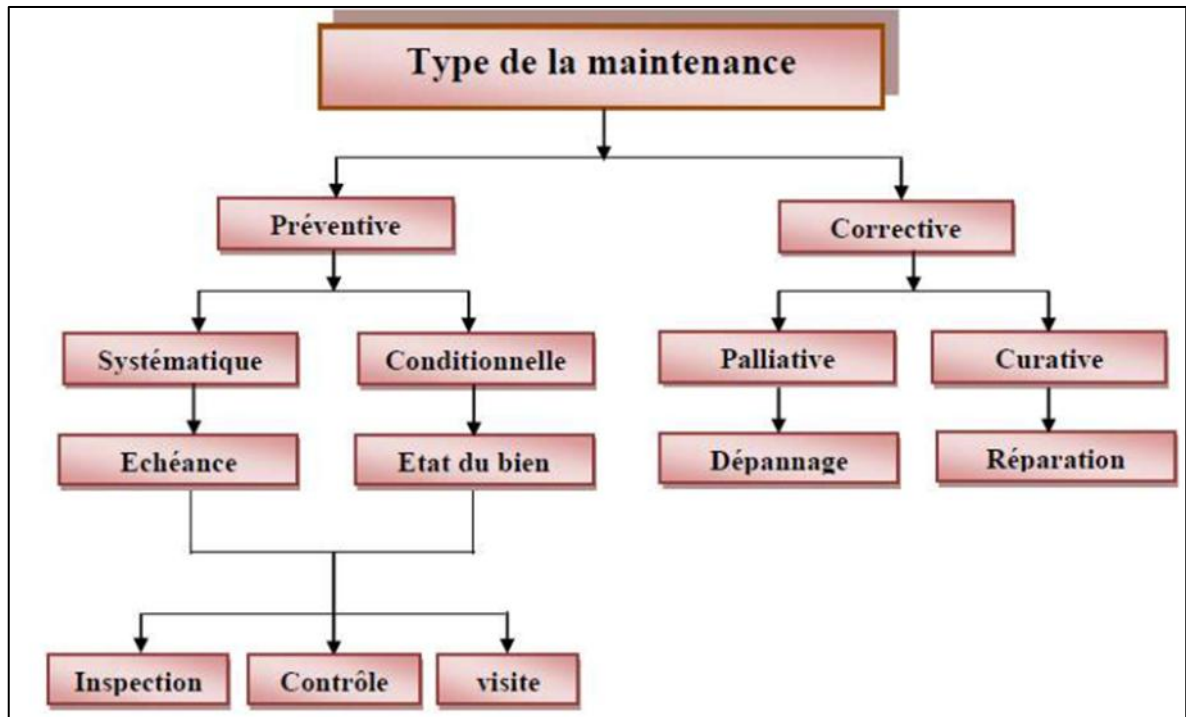 Type de la maintenance
Préventive
Corrective
Systématique
Conditionnelle
Palliative
Curative
Echéance
Etat du bien
Dépannage
Réparation
Inspection
Contrôle
visite